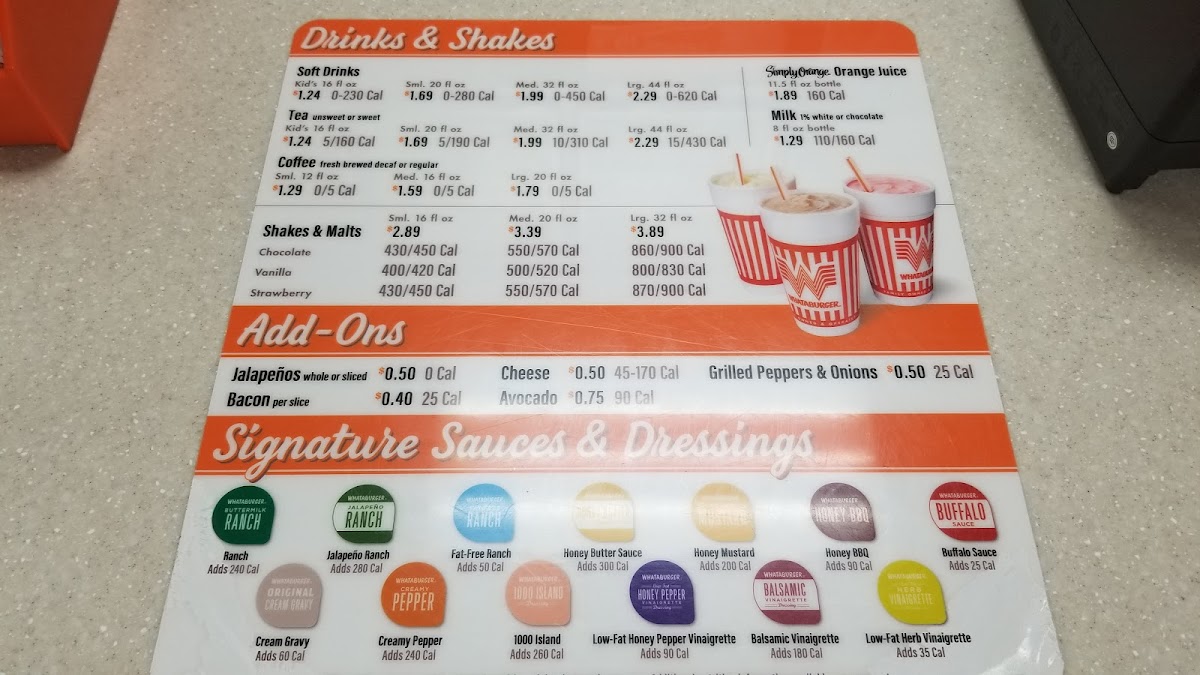 Drinks & Shakes
Soft Drinks
Kid's 16 fl oz Sml. 20 fl oz Med. 32 fl oz Lrg. 44 fl oz
$1.24 0-230 Cal $1.69 0-280 Cal $1.99 0-450 Cal $2.29 0-620 Cal
Tea unsweet or sweet
Kid's 16 fl oz Sml. 20 fl oz Med. 32 fl oz Lrg. 44 fl oz
$1.24 5/160 Cal $1.69 5/190 Cal $1.99 10/310 Cal $2.29 15/430 Cal
Coffee fresh brewed decaf or regular
Sml. 12 fl oz Med. 16 fl oz Lrg. 20 fl oz
$1.29 0/5 Cal $1.59 0/5 Cal $1.79 0/5 Cal
Simply Orange Orange Juice
11.5 fl oz bottle
$1.89 160 Cal
Milk 1% white or chocolate
8 fl oz bottle
$1.29 110/160 Cal
Sml. 16 fl oz Med. 20 fl oz Lrg. 32 fl oz
Shakes & Malts $2.89 $3.39 $3.89
Chocolate 430/450 Cal 550/570 Cal 860/900 Cal
Vanilla 400/420 Cal 500/520 Cal 800/830 Cal
Strawberry 430/450 Cal 550/570 Cal 870/900 Cal
WHATABURGER
WHATABURGER
Add-Ons
Jalapeños whole or sliced $0.50 0 Cal Cheese $0.50 45-170 Cal Grilled Peppers & Onions $0.50 25 Cal
Bacon per slice $0.40 25 Cal Avocado $0.75 90 Cal
Signature Sauces & Dressings
WHATABURGER
BUTTERMILK
RANCH
WHATABURGER
JALAPEÑO
RANCH
WHATABURGER
RANCH
WHATABURGER
HONEY BBQ
WHATABURGER
BUFFALO
SAUCE
Ranch Jalapeño Ranch Fat-Free Ranch Honey Butter Sauce Honey Mustard Honey BBQ Buffalo Sauce
Adds 240 Cal Adds 280 Cal Adds 50 Cal Adds 300 Cal Adds 200 Cal Adds 90 Cal Adds 25 Cal
WHATABURGER
ORIGINAL
CREAM GRAVY
WHATABURGER
CREAMY
PEPPER
WHATABURGER
1000 ISLAND
WHATABURGER
HONEY PEPPER
VINAIGRETTE
WHATABURGER
BALSAMIC
VINAIGRETTE
WHATABURGER
HERB
VINAIGRETTE
Cream Gravy Creamy Pepper 1000 Island Low-Fat Honey Pepper Vinaigrette Balsamic Vinaigrette Low-Fat Herb Vinaigrette
Adds 60 Cal Adds 240 Cal Adds 260 Cal Adds 90 Cal Adds 180 Cal Adds 35 Cal